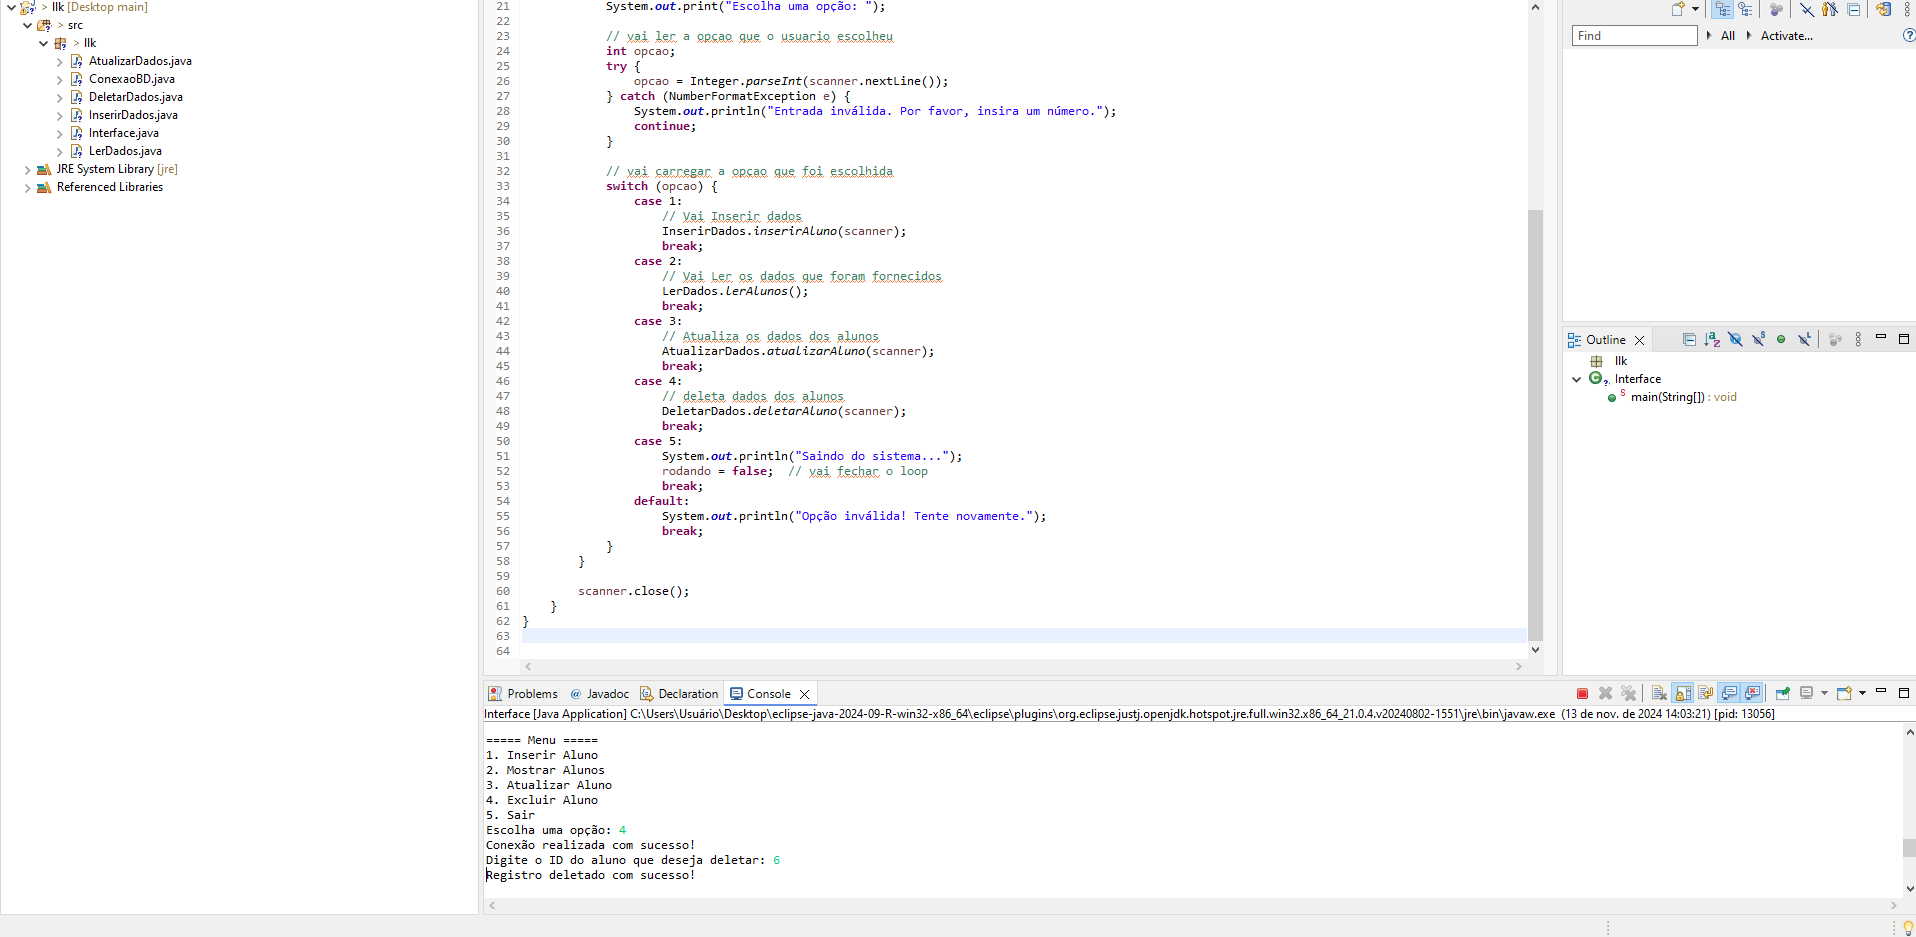 llk [Desktop main]
> src
> llk
AtualizarDados.java
ConexaoBD.java
DeletarDados.java
InserirDados.java
Interface.java
LerDados.java
JRE System Library [jre]
Referenced Libraries
21 System.out.print("Escolha uma opção: ");
22
23 // vai ler a opçao que o usuario escolheu
24 int opcao;
25 try {
26 opcao = Integer.parseInt(scanner.nextLine());
27 } catch (NumberFormatException e) {
28 System.out.println("Entrada inválida. Por favor, insira um número.");
29 continue;
30 }
31
32 // vai carregar a opçao que foi escolhida
33 switch (opcao) {
34 case 1:
35 // Vai Inserir dados
36 InserirDados.inserirAluno(scanner);
37 break;
38 case 2:
39 // Vai Ler os dados que foram fornecidos
40 LerDados.lerAlunos();
41 break;
42 case 3:
43 // Atualiza os dados dos alunos
44 AtualizarDados.atualizarAluno(scanner);
45 break;
46 case 4:
47 // deleta dados dos alunos
48 DeletarDados.deletarAluno(scanner);
49 break;
50 case 5:
51 System.out.println("Saindo do sistema...");
52 rodando = false; // vai fechar o loop
53 break;
54 default:
55 System.out.println("Opção inválida! Tente novamente.");
56 break;
57 }
58 }
59
60 scanner.close();
61 }
62 }
63
64
Find All Activate...
Outline
llk
Interface
main(String[]) : void
Problems Javadoc Declaration Console
Interface [Java Application] C:\Users\Usuário\Desktop\eclipse-java-2024-09-R-win32-x86_64\eclipse\plugins\org.eclipse.justj.openjdk.hotspot.jre.full.win32.x86_64_21.0.4.v20240802-1551\jre\bin\javaw.exe (13 de nov. de 2024 14:03:21) [pid: 13056]
===== Menu =====
1. Inserir Aluno
2. Mostrar Alunos
3. Atualizar Aluno
4. Excluir Aluno
5. Sair
Escolha uma opção: 4
Conexão realizada com sucesso!
Digite o ID do aluno que deseja deletar: 6
Registro deletado com sucesso!